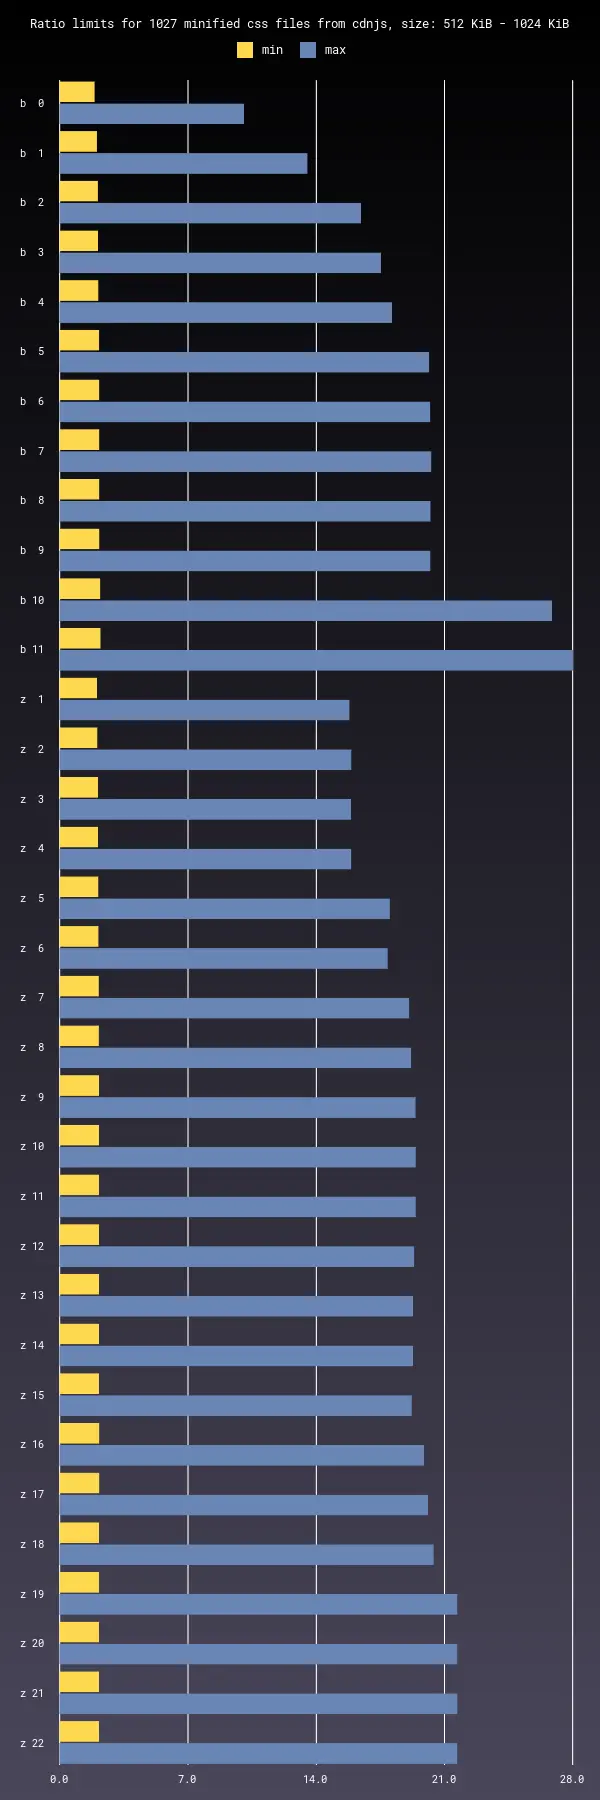 Ratio limits for 1027 minified css files from cdnjs, size: 512 KiB - 1024 KiB
min max
b 0
b 1
b 2
b 3
b 4
b 5
b 6
b 7
b 8
b 9
b 10
b 11
z 1
z 2
z 3
z 4
z 5
z 6
z 7
z 8
z 9
z 10
z 11
z 12
z 13
z 14
z 15
z 16
z 17
z 18
z 19
z 20
z 21
z 22
0.0 7.0 14.0 21.0 28.0